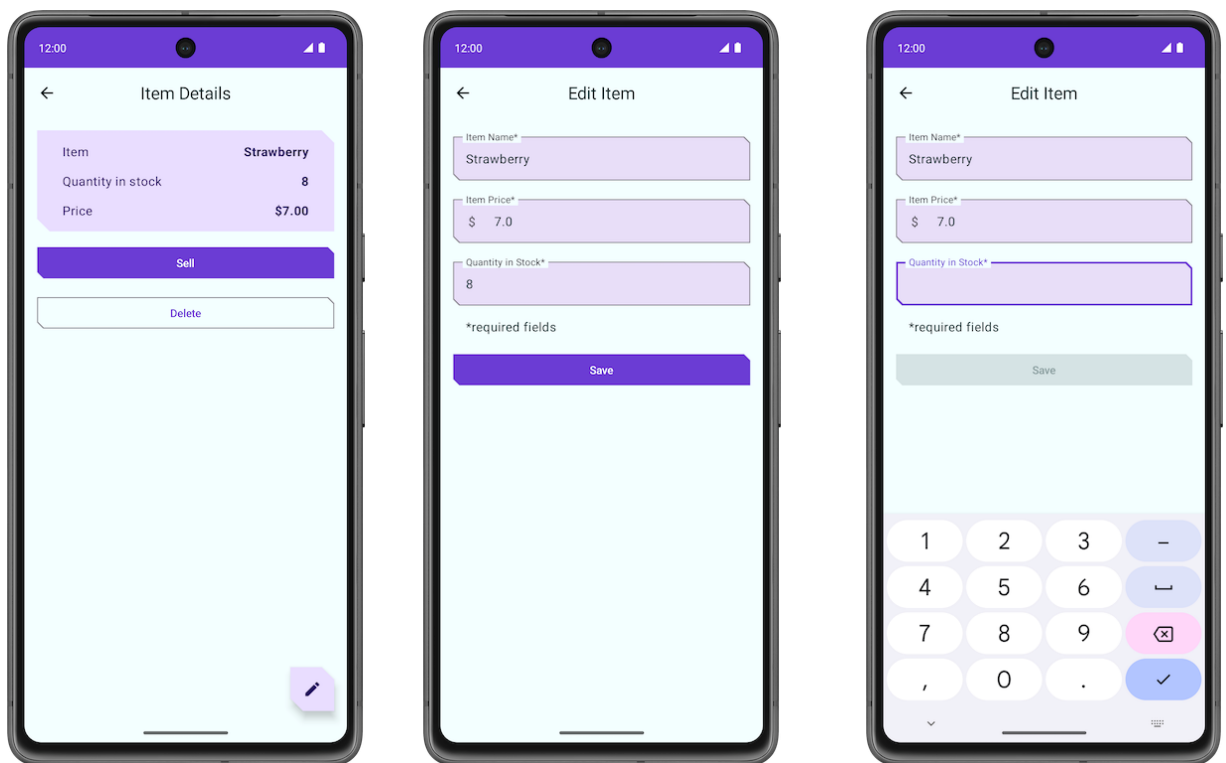 12:00
Item Details
Item Strawberry
Quantity in stock 8
Price $7.00
Sell
Delete
12:00
Edit Item
Item Name*
Strawberry
Item Price*
$ 7.0
Quantity in Stock*
8
*required fields
Save
12:00
Edit Item
Item Name*
Strawberry
Item Price*
$ 7.0
Quantity in Stock*
*required fields
Save
1 2 3 –
4 5 6
7 8 9
, 0 .